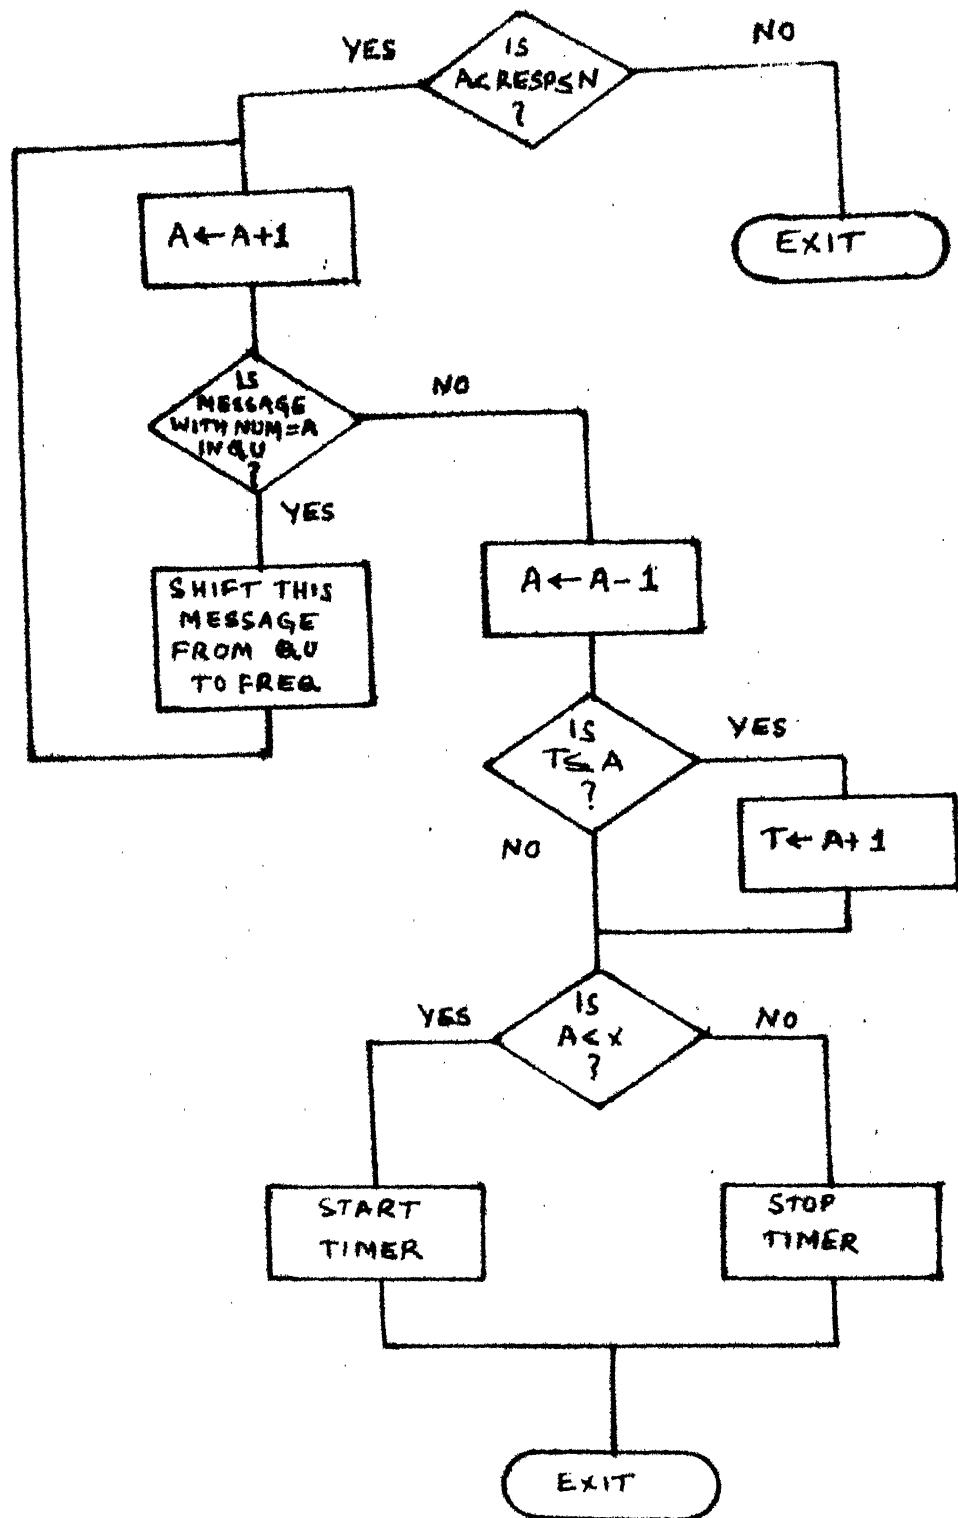 IS
A<RESP≤N
?
YES
NO
EXIT
A←A+1
IS
MESSAGE
WITH NUM=A
IN QU
?
NO
YES
SHIFT THIS
MESSAGE
FROM QU
TO FREQ
A←A-1
IS
T≤A
?
YES
NO
T←A+1
IS
A<X
?
YES
NO
START
TIMER
STOP
TIMER
EXIT